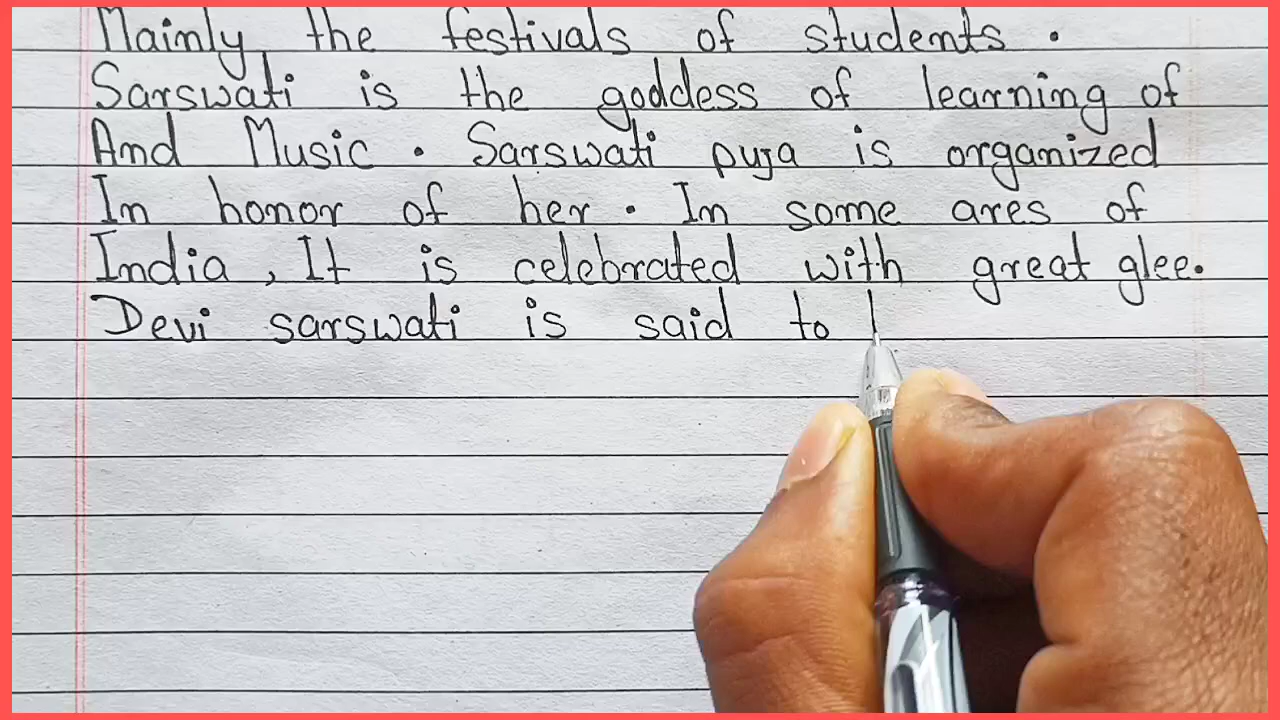 Mainly the festivals of students.
Sarswati is the goddess of learning of
And Music. Sarswati puja is organized
In honor of her. In some ares of
India, It is celebrated with great glee.
Devi sarswati is said to